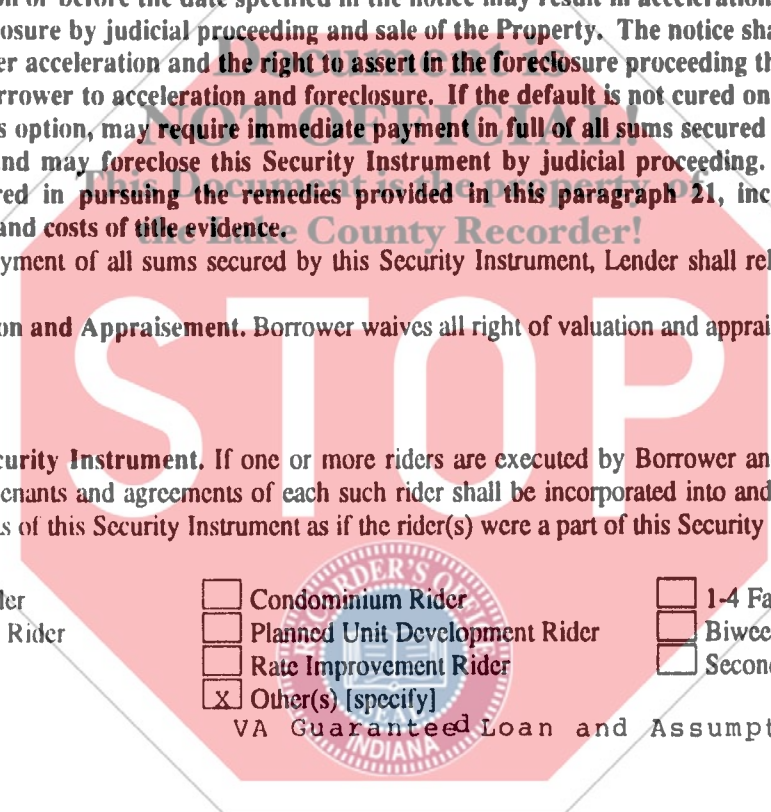 on or before the date specified in the notice may result in acceleration
osure by judicial proceeding and sale of the Property. The notice sha
er acceleration and the right to assert in the foreclosure proceeding th
rrower to acceleration and foreclosure. If the default is not cured on
s option, may require immediate payment in full of all sums secured
nd may foreclose this Security Instrument by judicial proceeding.
red in pursuing the remedies provided in this paragraph 21, inc
and costs of title evidence.
yment of all sums secured by this Security Instrument, Lender shall rel
on and Appraisement. Borrower waives all right of valuation and apprai
curity Instrument. If one or more riders are executed by Borrower an
enants and agreements of each such rider shall be incorporated into and
s of this Security Instrument as if the rider(s) were a part of this Security
Document is
NOT OFFICIAL!
This Document is the property of
the Lake County Recorder!
STOP
Rider
Condominium Rider
Planned Unit Development Rider
Rate Improvement Rider
X Other(s) [specify]
VA Guaranteed Loan and Assumpt
1-4 Fa
Biwee
Second
RECORDER'S OFFICE
SEAL
INDIANA